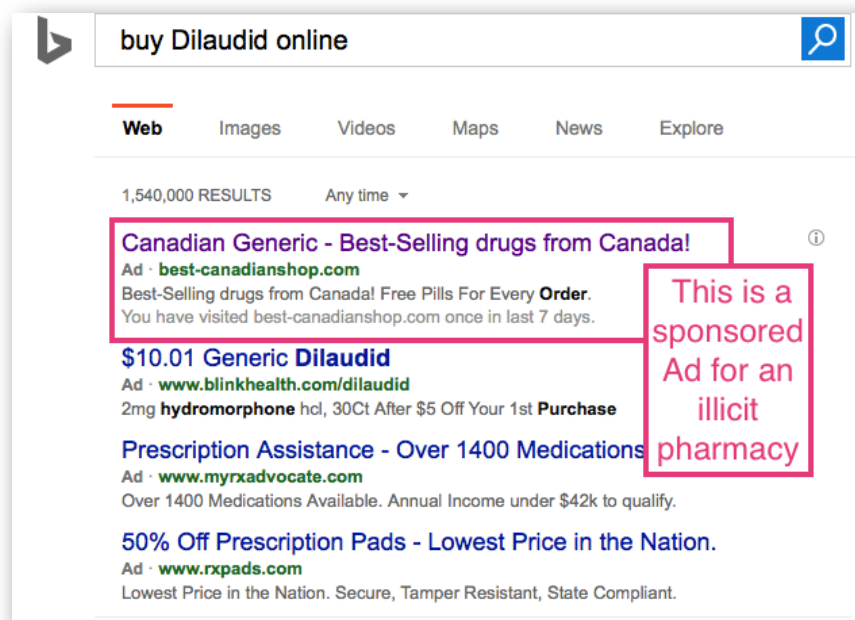 buy Dilaudid online
Web Images Videos Maps News Explore
1,540,000 RESULTS Any time
Canadian Generic - Best-Selling drugs from Canada!
Ad · best-canadianshop.com
Best-Selling drugs from Canada! Free Pills For Every Order.
You have visited best-canadianshop.com once in last 7 days.
This is a
sponsored
Ad for an
illicit
pharmacy
$10.01 Generic Dilaudid
Ad · www.blinkhealth.com/dilaudid
2mg hydromorphone hcl, 30Ct After $5 Off Your 1st Purchase
Prescription Assistance - Over 1400 Medications
Ad · www.myrxadvocate.com
Over 1400 Medications Available. Annual Income under $42k to qualify.
50% Off Prescription Pads - Lowest Price in the Nation.
Ad · www.rxpads.com
Lowest Price in the Nation. Secure, Tamper Resistant, State Compliant.